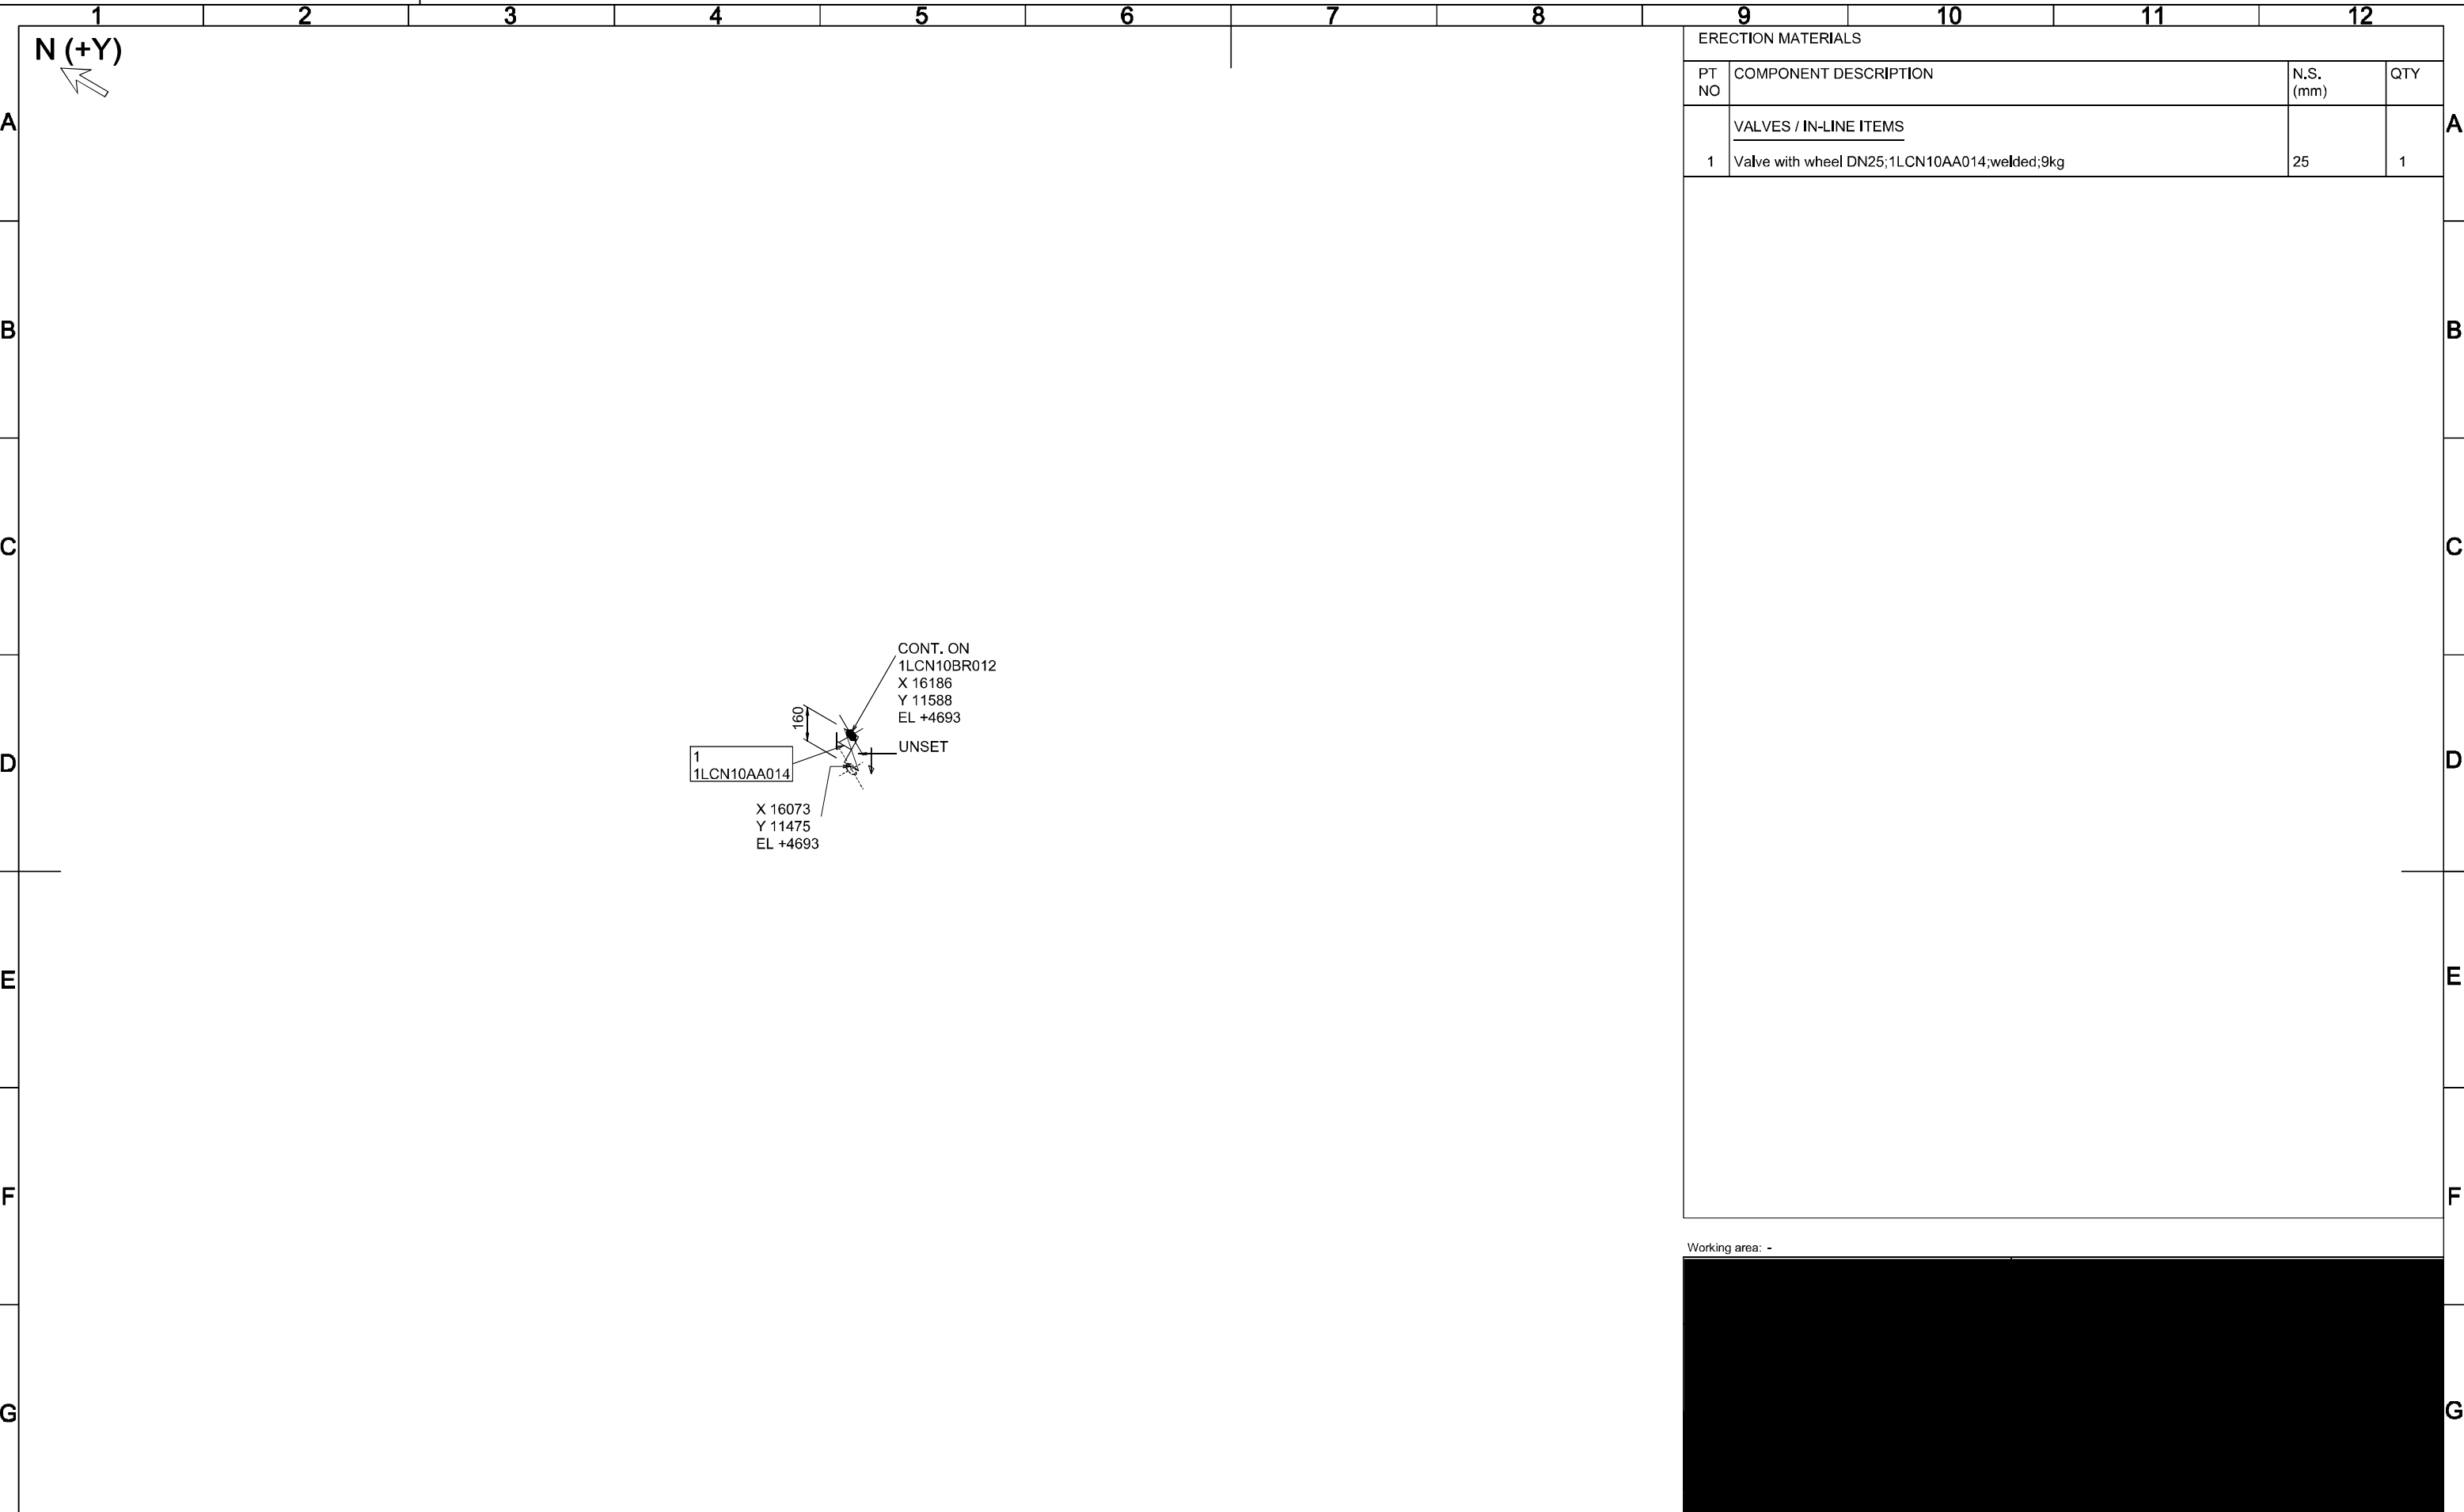 1 2 3 4 5 6 7 8 9 10 11 12
N (+Y)
ERECTION MATERIALS
PT NO COMPONENT DESCRIPTION N.S. (mm) QTY
VALVES / IN-LINE ITEMS
1 Valve with wheel DN25;1LCN10AA014;welded;9kg 25 1
A A
B B
C C
CONT. ON
1LCN10BR012
X 16186
Y 11588
EL +4693
160
UNSET
1
1LCN10AA014
D D
X 16073
Y 11475
EL +4693
E E
F F
Working area: -
G G